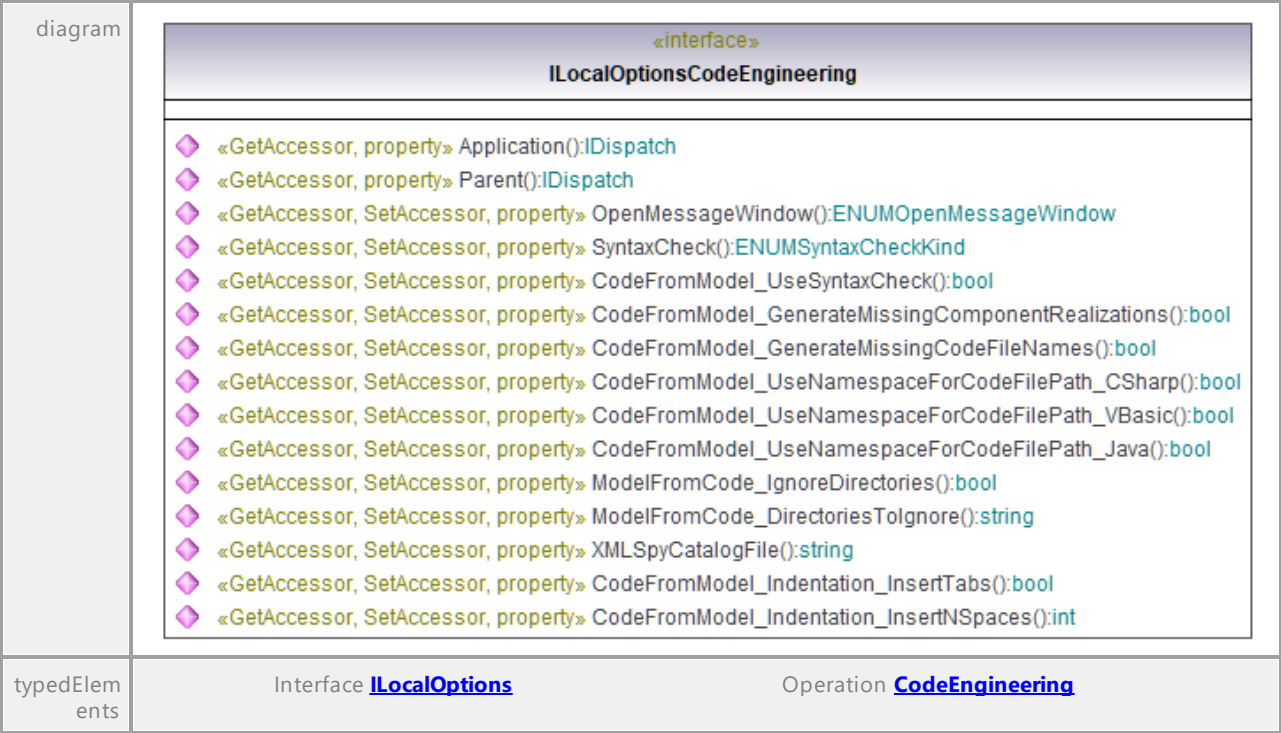 diagram
«interface»
ILocalOptionsCodeEngineering
«GetAccessor, property» Application():IDispatch
«GetAccessor, property» Parent():IDispatch
«GetAccessor, SetAccessor, property» OpenMessageWindow():ENUMOpenMessageWindow
«GetAccessor, SetAccessor, property» SyntaxCheck():ENUMSyntaxCheckKind
«GetAccessor, SetAccessor, property» CodeFromModel_UseSyntaxCheck():bool
«GetAccessor, SetAccessor, property» CodeFromModel_GenerateMissingComponentRealizations():bool
«GetAccessor, SetAccessor, property» CodeFromModel_GenerateMissingCodeFileNames():bool
«GetAccessor, SetAccessor, property» CodeFromModel_UseNamespaceForCodeFilePath_CSharp():bool
«GetAccessor, SetAccessor, property» CodeFromModel_UseNamespaceForCodeFilePath_VBasic():bool
«GetAccessor, SetAccessor, property» CodeFromModel_UseNamespaceForCodeFilePath_Java():bool
«GetAccessor, SetAccessor, property» ModelFromCode_IgnoreDirectories():bool
«GetAccessor, SetAccessor, property» ModelFromCode_DirectoriesToIgnore():string
«GetAccessor, SetAccessor, property» XMLSpyCatalogFile():string
«GetAccessor, SetAccessor, property» CodeFromModel_Indentation_InsertTabs():bool
«GetAccessor, SetAccessor, property» CodeFromModel_Indentation_InsertNSpaces():int
typedElem
ents
Interface ILocalOptions
Operation CodeEngineering